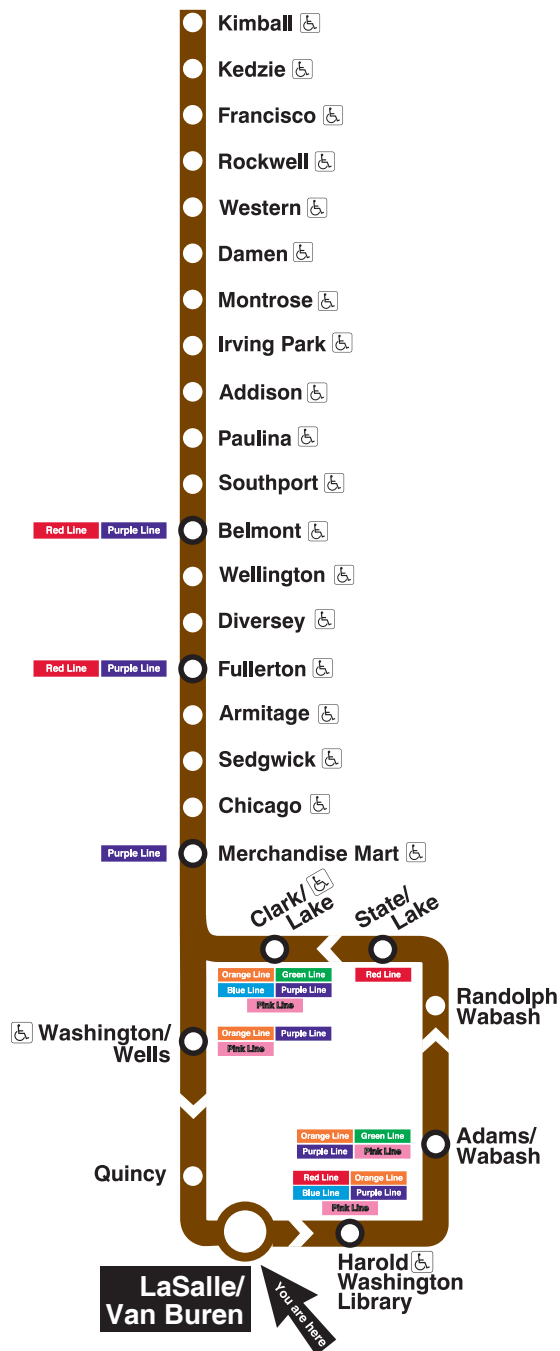 Kimball
Kedzie
Francisco
Rockwell
Western
Damen
Montrose
Irving Park
Addison
Paulina
Southport
Red Line Purple Line Belmont
Wellington
Diversey
Red Line Purple Line Fullerton
Armitage
Sedgwick
Chicago
Purple Line Merchandise Mart
Clark/
Lake
State/
Lake
Orange Line Green Line
Blue Line Purple Line
Pink Line
Red Line
Randolph
Wabash
Washington/
Wells
Orange Line Purple Line
Pink Line
Orange Line Green Line
Purple Line Pink Line
Adams/
Wabash
Quincy
Red Line Orange Line
Blue Line Purple Line
Pink Line
Harold
Washington
Library
LaSalle/
Van Buren
You are here